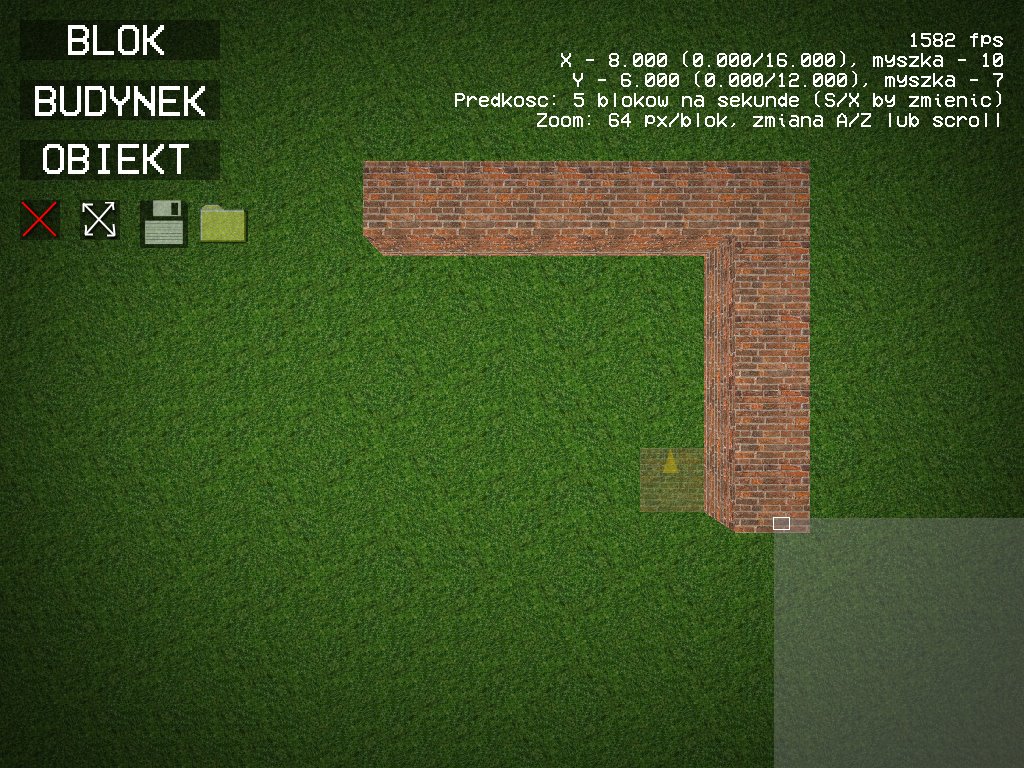 BLOK
BUDYNEK
OBIEKT
1582 fps
X - 8.000 (0.000/16.000), myszka - 10
Y - 6.000 (0.000/12.000), myszka - 7
Predkosc: 5 blokow na sekunde (S/X by zmienic)
Zoom: 64 px/blok, zmiana A/Z lub scroll